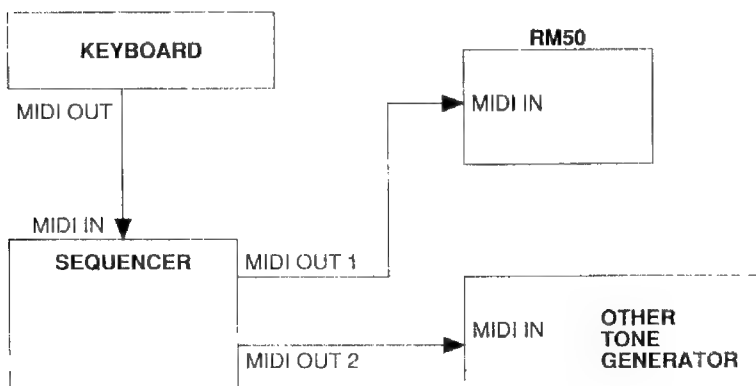 KEYBOARD
RM50
MIDI OUT
MIDI IN
MIDI IN
SEQUENCER
MIDI OUT 1
MIDI IN
OTHER
TONE
GENERATOR
MIDI OUT 2